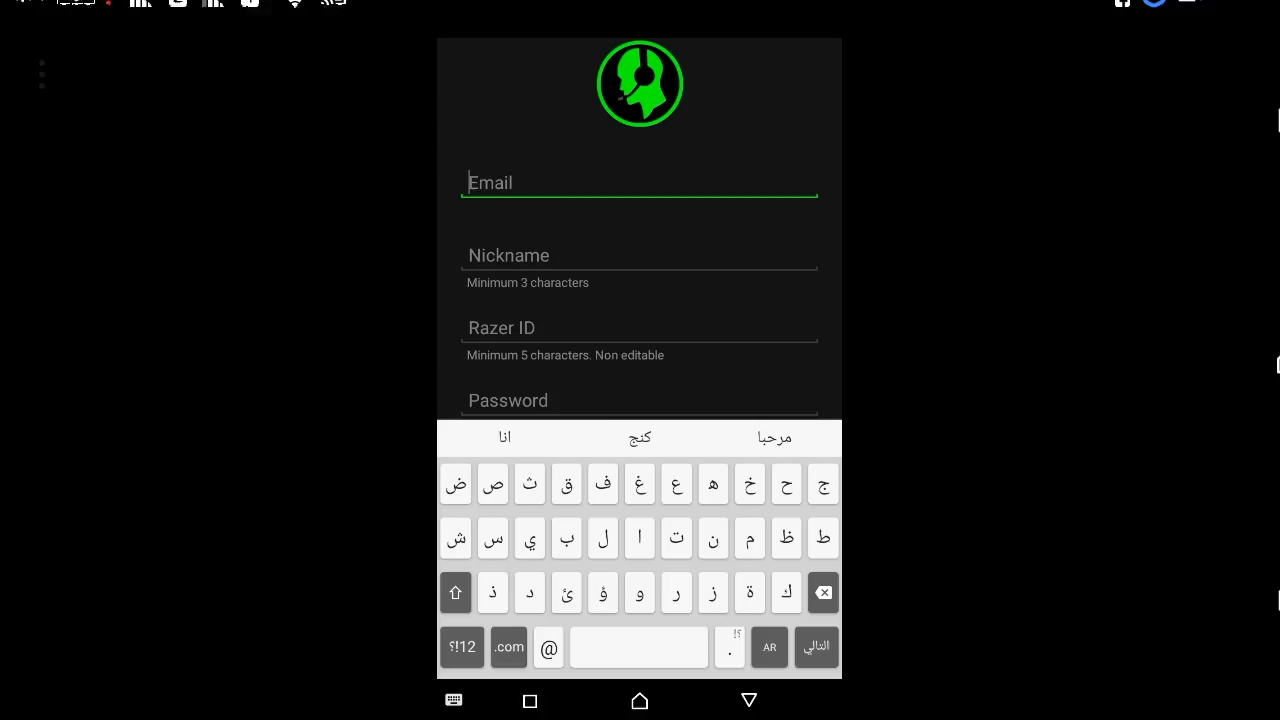 Email
Nickname
Minimum 3 characters
Razer ID
Minimum 5 characters. Non editable
Password
انا كنج مرحبا
ض ص ث ق ف غ ع ه خ ح ج
ش س ي ب ل ا ت ن م ظ ط
ذ د ئ ؤ و ر ز ة ك
؟!12 .com @ . ؟! AR التالي